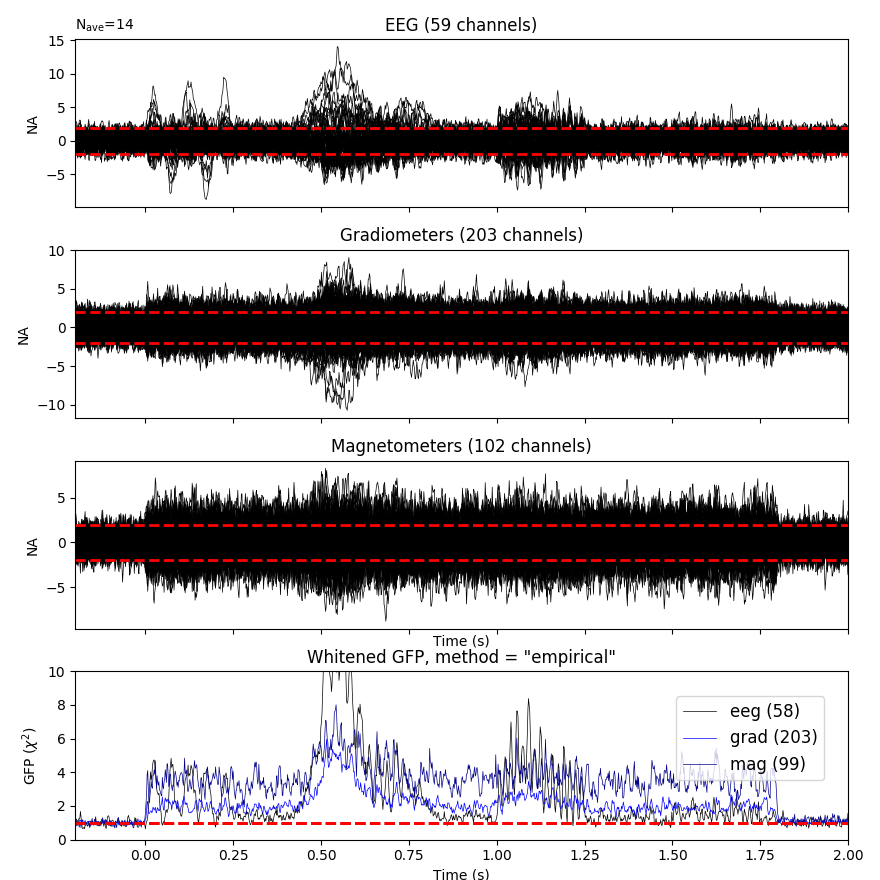 N_ave=14
EEG (59 channels)
15
10
5
0
−5
NA
Gradiometers (203 channels)
10
5
0
−5
−10
NA
Magnetometers (102 channels)
5
0
−5
NA
Time (s)
Whitened GFP, method = "empirical"
10
8
6
4
2
0
GFP (χ²)
eeg (58)
grad (203)
mag (99)
0.00 0.25 0.50 0.75 1.00 1.25 1.50 1.75 2.00
Time (s)